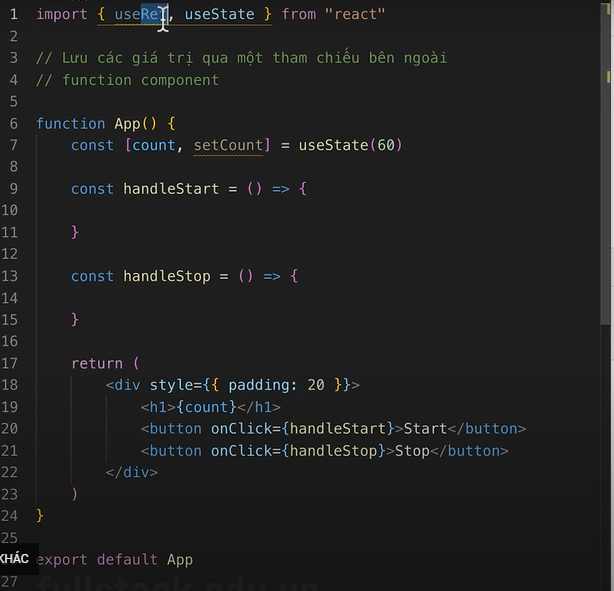 1 import { useRef, useState } from "react"
2
3 // Lưu các giá trị qua một tham chiếu bên ngoài
4 // function component
5
6 function App() {
7 const [count, setCount] = useState(60)
8
9 const handleStart = () => {
10
11 }
12
13 const handleStop = () => {
14
15 }
16
17 return (
18 <div style={{ padding: 20 }}>
19 <h1>{count}</h1>
20 <button onClick={handleStart}>Start</button>
21 <button onClick={handleStop}>Stop</button>
22 </div>
23 )
24 }
25
KHÁC export default App
27